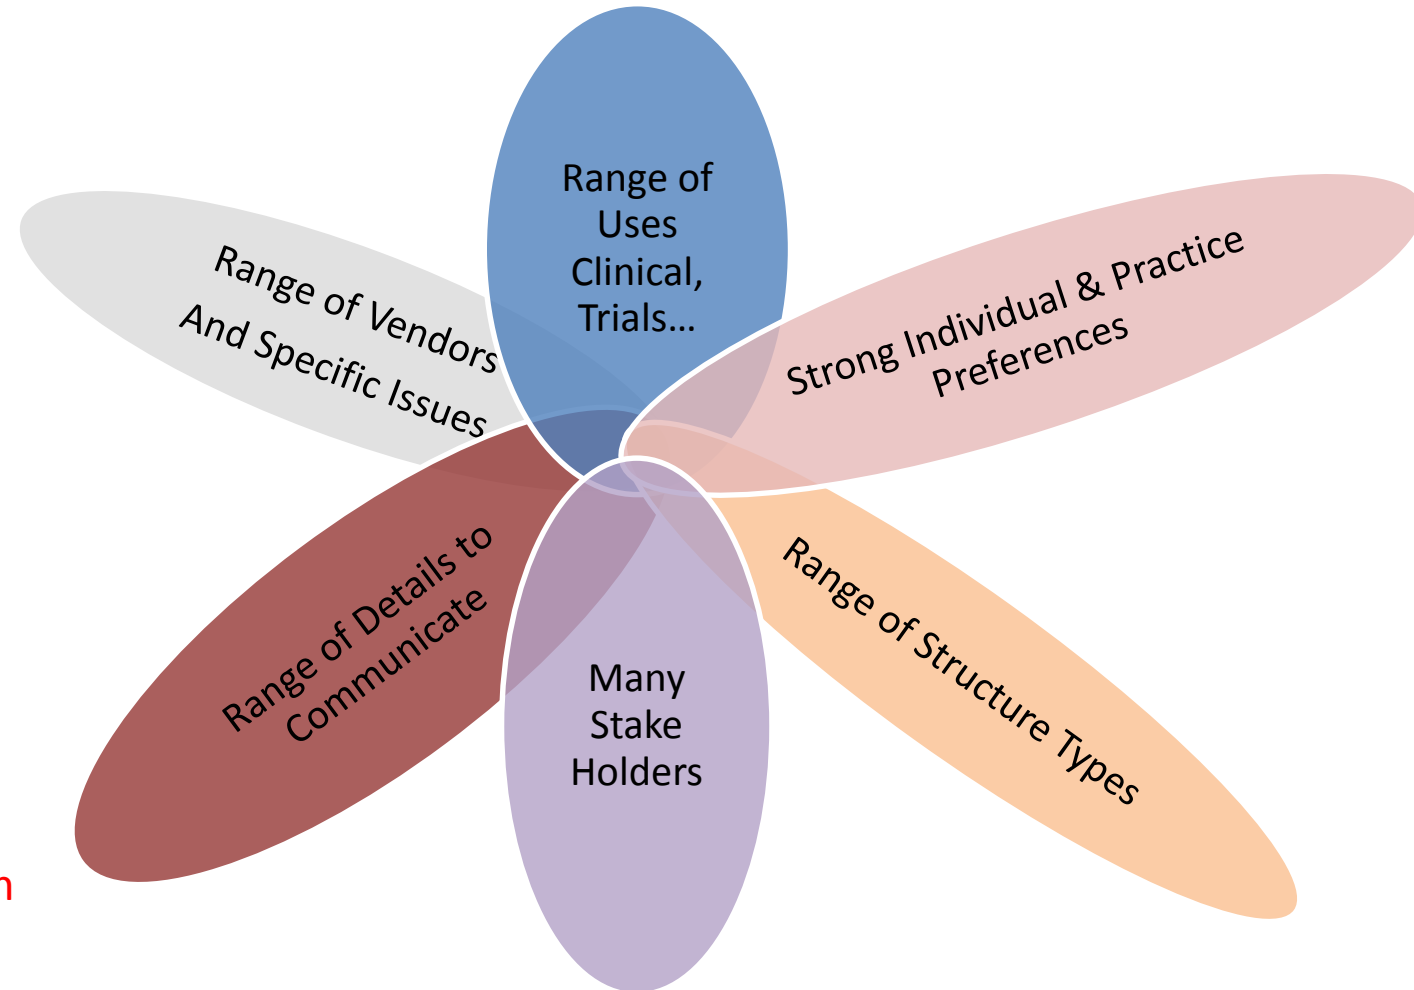 Range of
Uses
Clinical,
Trials...
Range of Vendors
And Specific Issues
Strong Individual & Practice
Preferences
Range of Details to
Communicate
Range of Structure Types
Many
Stake
Holders